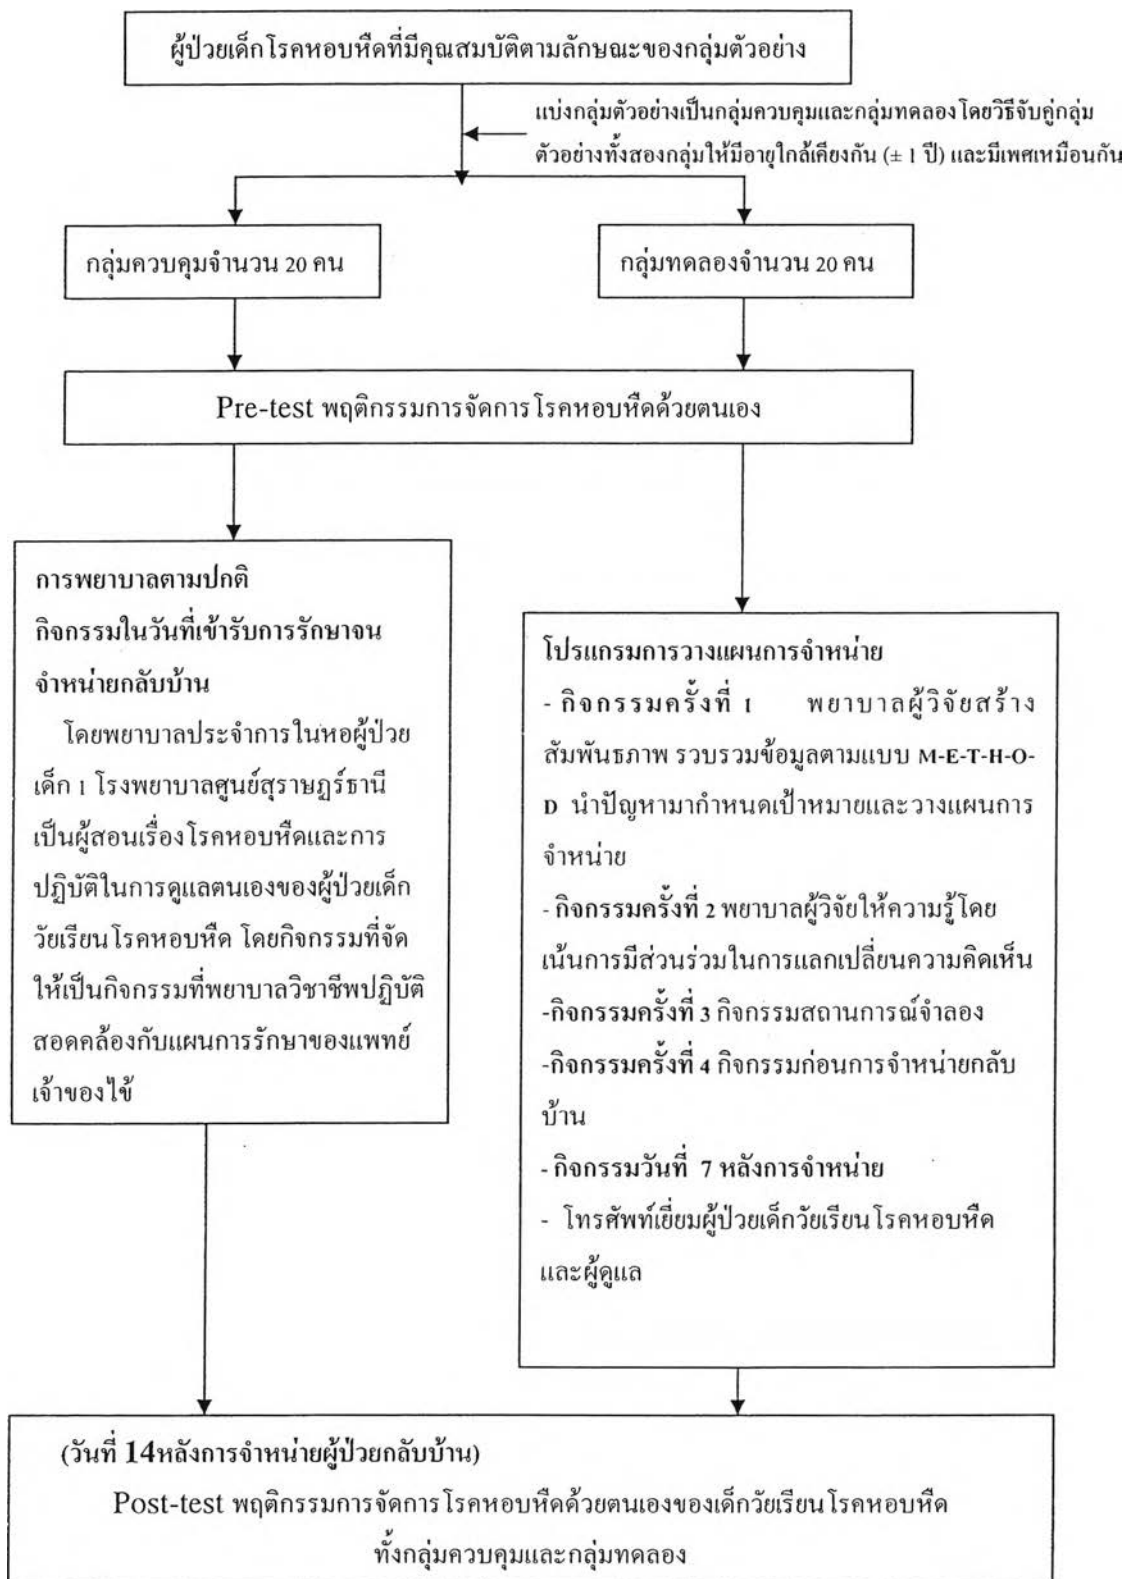 ผู้ป่วยเด็กโรคหอบหืดที่มีคุณสมบัติตามลักษณะของกลุ่มตัวอย่าง
แบ่งกลุ่มตัวอย่างเป็นกลุ่มควบคุมและกลุ่มทดลอง โดยวิธีจับคู่กลุ่ม
ตัวอย่างทั้งสองกลุ่มให้มีอายุใกล้เคียงกัน (± 1 ปี) และมีเพศเหมือนกัน
กลุ่มควบคุมจำนวน 20 คน
กลุ่มทดลองจำนวน 20 คน
Pre-test พฤติกรรมการจัดการโรคหอบหืดด้วยตนเอง
การพยาบาลตามปกติ
กิจกรรมในวันที่เข้ารับการรักษาจน
จำหน่ายกลับบ้าน
โดยพยาบาลประจำการในหอผู้ป่วย
เด็ก 1 โรงพยาบาลศูนย์สุราษฎร์ธานี
เป็นผู้สอนเรื่องโรคหอบหืดและการ
ปฏิบัติในการดูแลตนเองของผู้ป่วยเด็ก
วัยเรียนโรคหอบหืด โดยกิจกรรมที่จัด
ให้เป็นกิจกรรมที่พยาบาลวิชาชีพปฏิบัติ
สอดคล้องกับแผนการรักษาของแพทย์
เจ้าของไข้
โปรแกรมการวางแผนการจำหน่าย
- กิจกรรมครั้งที่ 1 พยาบาลผู้วิจัยสร้าง
สัมพันธภาพ รวบรวมข้อมูลตามแบบ M-E-T-H-O-
D นำปัญหามากำหนดเป้าหมายและวางแผนการ
จำหน่าย
- กิจกรรมครั้งที่ 2 พยาบาลผู้วิจัยให้ความรู้โดย
เน้นการมีส่วนร่วมในการแลกเปลี่ยนความคิดเห็น
-กิจกรรมครั้งที่ 3 กิจกรรมสถานการณ์จำลอง
-กิจกรรมครั้งที่ 4 กิจกรรมก่อนการจำหน่ายกลับ
บ้าน
- กิจกรรมวันที่ 7 หลังการจำหน่าย
- โทรศัพท์เยี่ยมผู้ป่วยเด็กวัยเรียนโรคหอบหืด
และผู้ดูแล
(วันที่ 14หลังการจำหน่ายผู้ป่วยกลับบ้าน)
Post-test พฤติกรรมการจัดการโรคหอบหืดด้วยตนเองของเด็กวัยเรียนโรคหอบหืด
ทั้งกลุ่มควบคุมและกลุ่มทดลอง